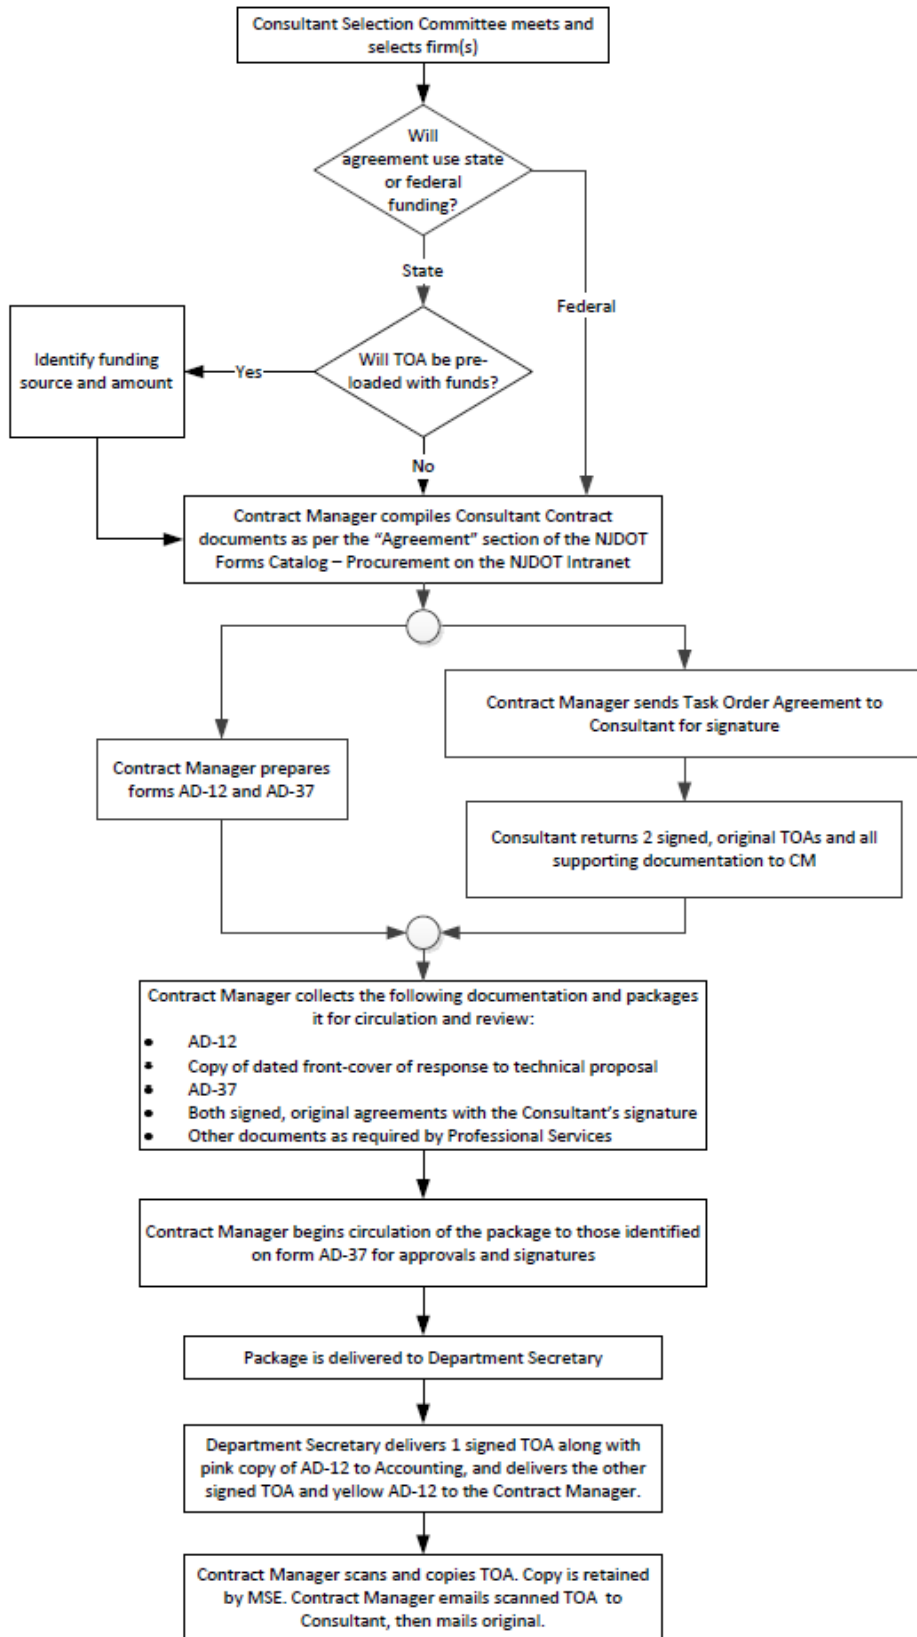 Consultant Selection Committee meets and
selects firm(s)
Will
agreement use state
or federal
funding?
State
Federal
Identify funding
source and amount
Yes
Will TOA be pre-
loaded with funds?
No
Contract Manager compiles Consultant Contract
documents as per the “Agreement” section of the NJDOT
Forms Catalog – Procurement on the NJDOT Intranet
Contract Manager sends Task Order Agreement to
Consultant for signature
Contract Manager prepares
forms AD-12 and AD-37
Consultant returns 2 signed, original TOAs and all
supporting documentation to CM
Contract Manager collects the following documentation and packages
it for circulation and review:
• AD-12
• Copy of dated front-cover of response to technical proposal
• AD-37
• Both signed, original agreements with the Consultant’s signature
• Other documents as required by Professional Services
Contract Manager begins circulation of the package to those identified
on form AD-37 for approvals and signatures
Package is delivered to Department Secretary
Department Secretary delivers 1 signed TOA along with
pink copy of AD-12 to Accounting, and delivers the other
signed TOA and yellow AD-12 to the Contract Manager.
Contract Manager scans and copies TOA. Copy is retained
by MSE. Contract Manager emails scanned TOA to
Consultant, then mails original.